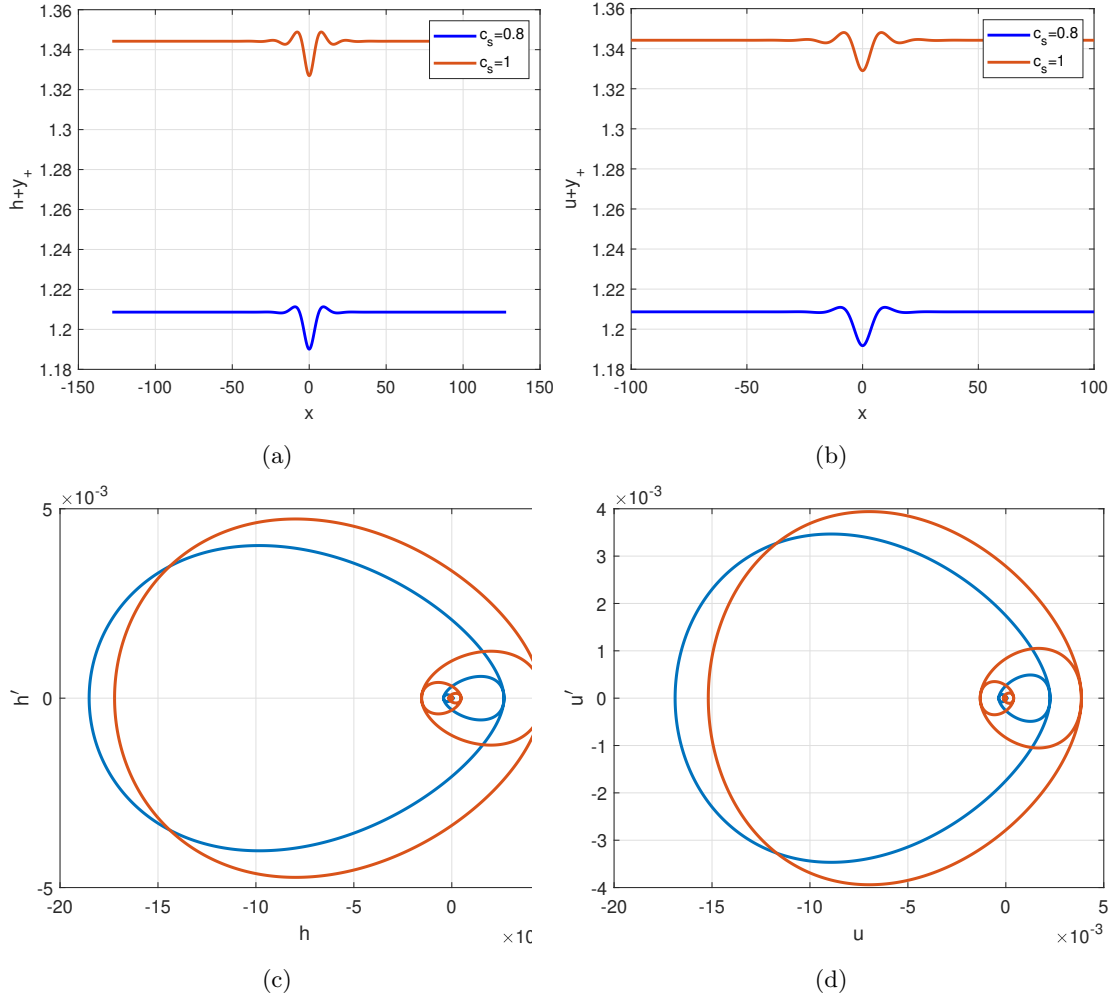 1.36
1.34
1.32
1.3
1.28
1.26
1.24
1.22
1.2
1.18
h+y+
-150 -100 -50 0 50 100 150
x
c_s=0.8
c_s=1
(a)
1.36
1.34
1.32
1.3
1.28
1.26
1.24
1.22
1.2
1.18
u+y+
-100 -50 0 50 100
x
c_s=0.8
c_s=1
(b)
×10-3
5
0
-5
h′
-20 -15 -10 -5 0
h
×10
(c)
×10-3
4
3
2
1
0
-1
-2
-3
-4
u′
-20 -15 -10 -5 0 5
u
×10-3
(d)